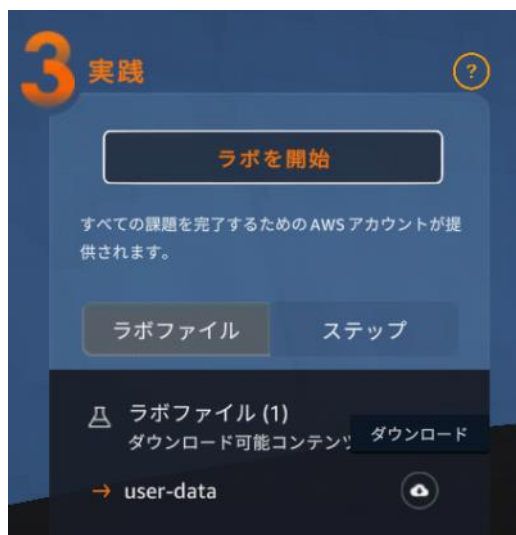 3 実践
?
ラボを開始
すべての課題を完了するための AWS アカウントが提
供されます。
ラボファイル ステップ
ラボファイル (1)
ダウンロード可能コンテンツ
ダウンロード
→ user-data